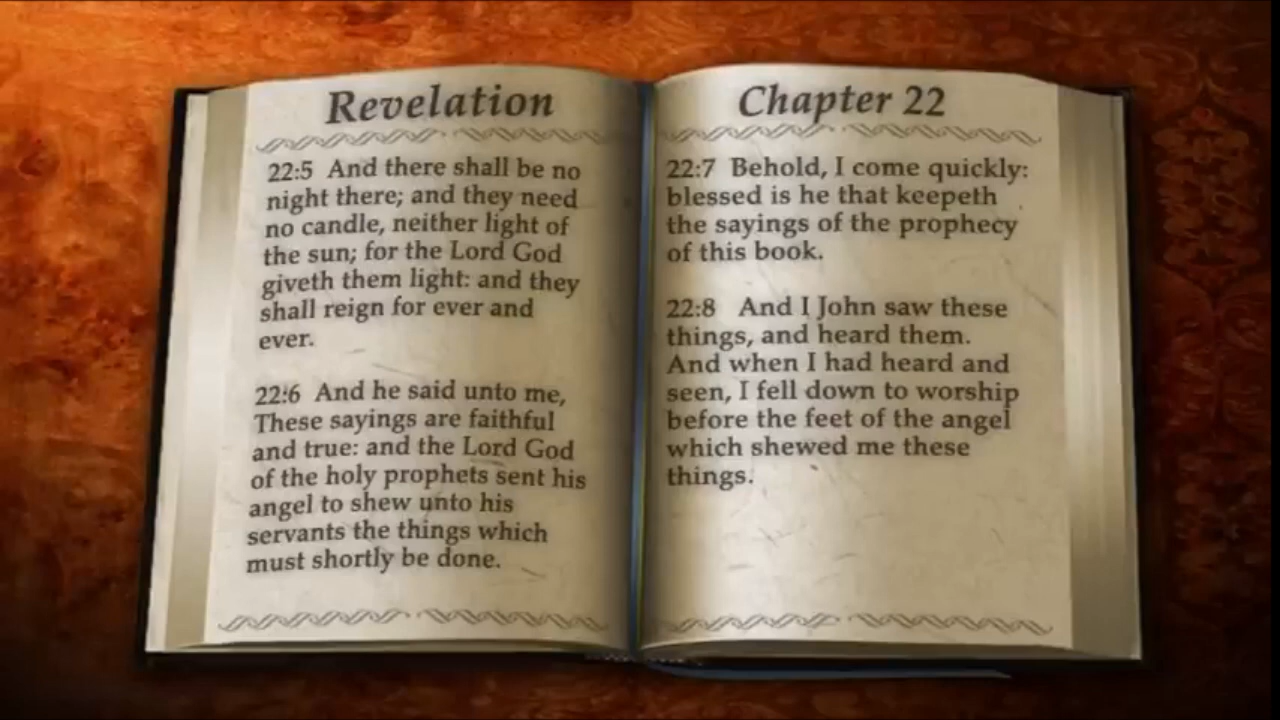 Revelation
22:5 And there shall be no
night there; and they need
no candle, neither light of
the sun; for the Lord God
giveth them light: and they
shall reign for ever and
ever.
22:6 And he said unto me,
These sayings are faithful
and true: and the Lord God
of the holy prophets sent his
angel to shew unto his
servants the things which
must shortly be done.
Chapter 22
22:7 Behold, I come quickly:
blessed is he that keepeth
the sayings of the prophecy
of this book.
22:8 And I John saw these
things, and heard them.
And when I had heard and
seen, I fell down to worship
before the feet of the angel
which shewed me these
things.